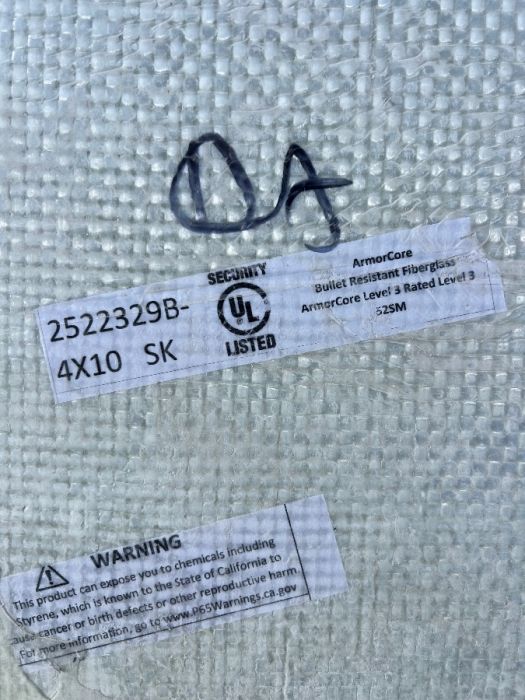 SECURITY
UL
LISTED
2522329B-
4X10 SK
ArmorCore
Bullet Resistant Fiberglass
ArmorCore Level 3 Rated Level 3
52SM
WARNING
This product can expose you to chemicals including
Styrene, which is known to the State of California to
cancer or birth defects or other reproductive harm
For more information, go to www.P65Warnings.ca.gov